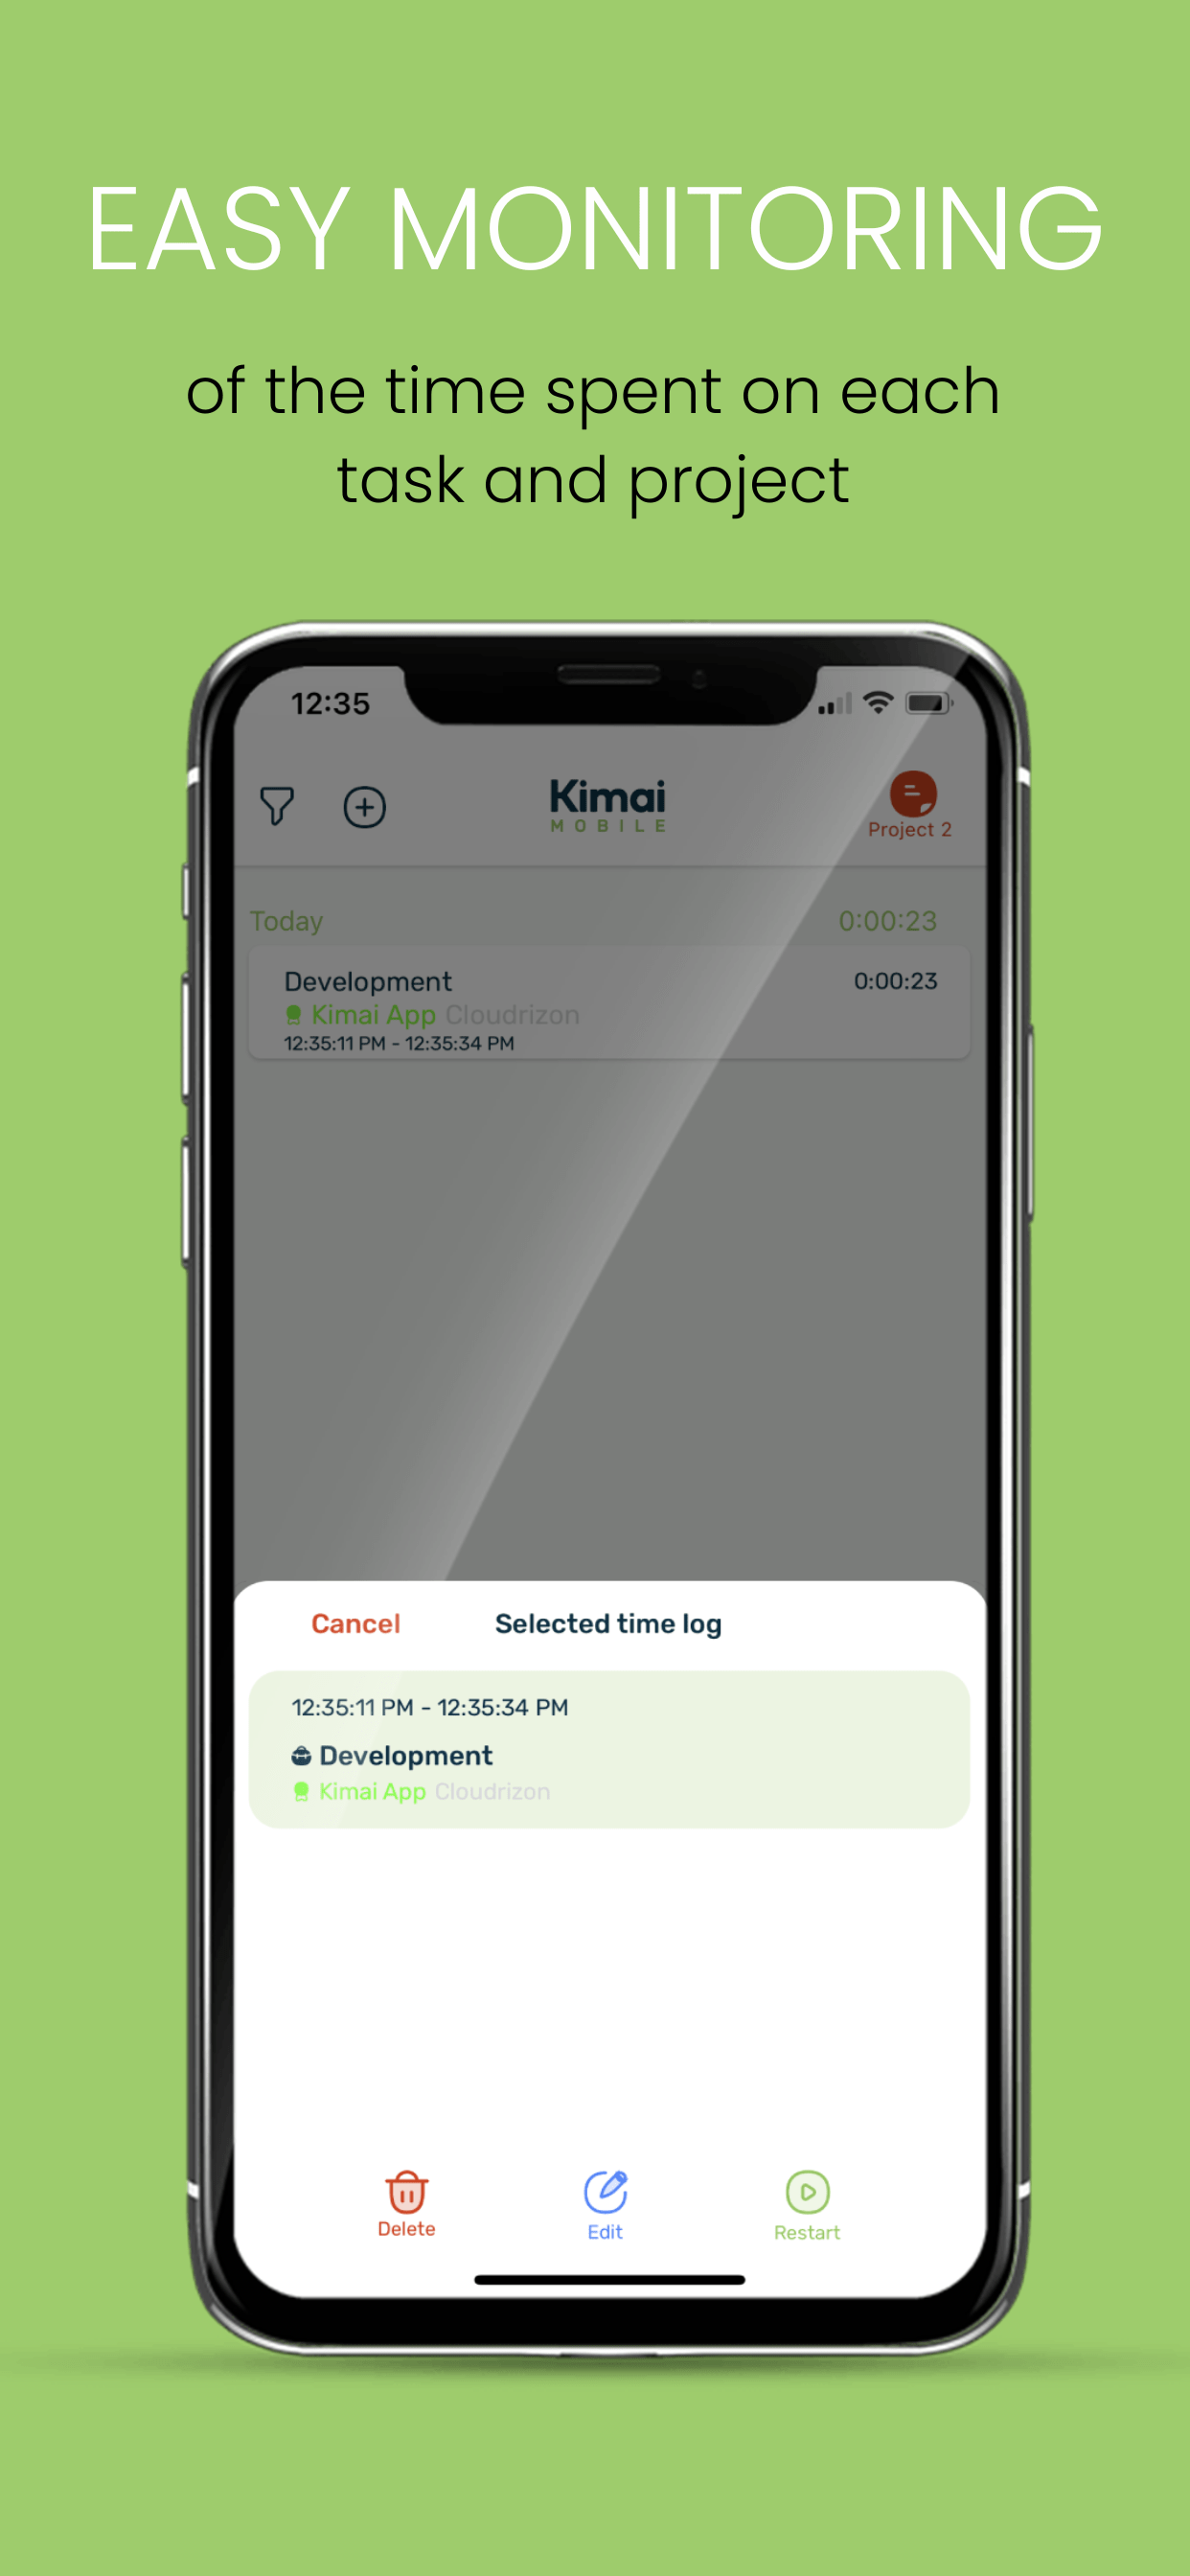 EASY MONITORING
of the time spent on each
task and project
12:35
Kimai
MOBILE
Project 2
Today 0:00:23
Development 0:00:23
Kimai App Cloudrizon
12:35:11 PM - 12:35:34 PM
Cancel Selected time log
12:35:11 PM - 12:35:34 PM
Development
Kimai App Cloudrizon
Delete Edit Restart